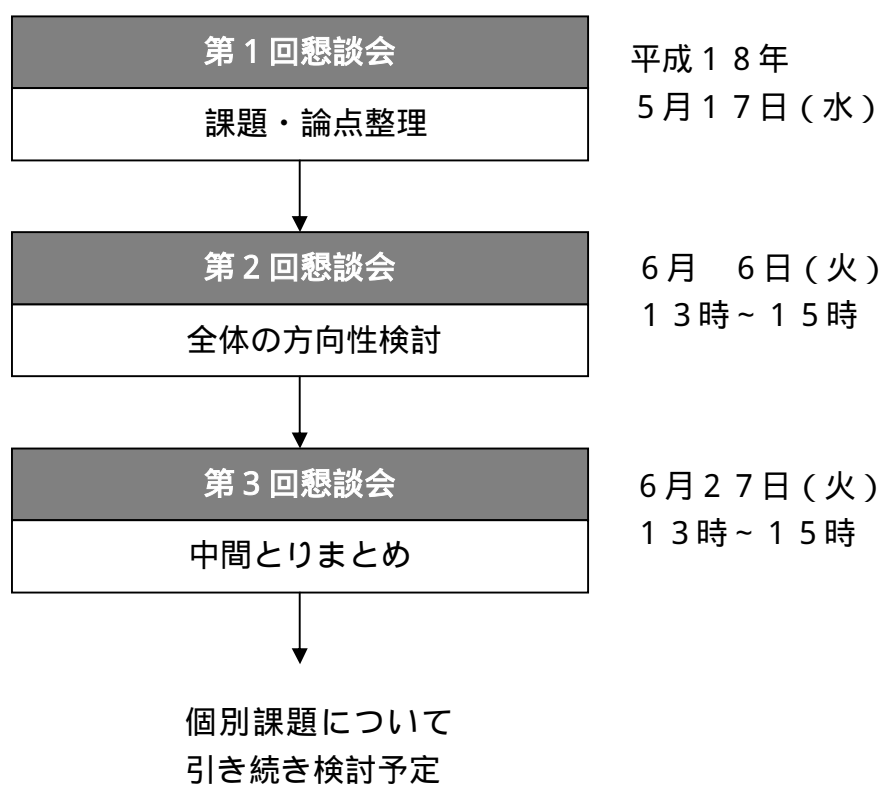 第１回懇談会
平成１８年
課題・論点整理
５月１７日(水)
第２回懇談会
６月　６日(火)
全体の方向性検討
１３時~１５時
第３回懇談会
６月２７日(火)
中間とりまとめ
１３時~１５時
個別課題について
引き続き検討予定